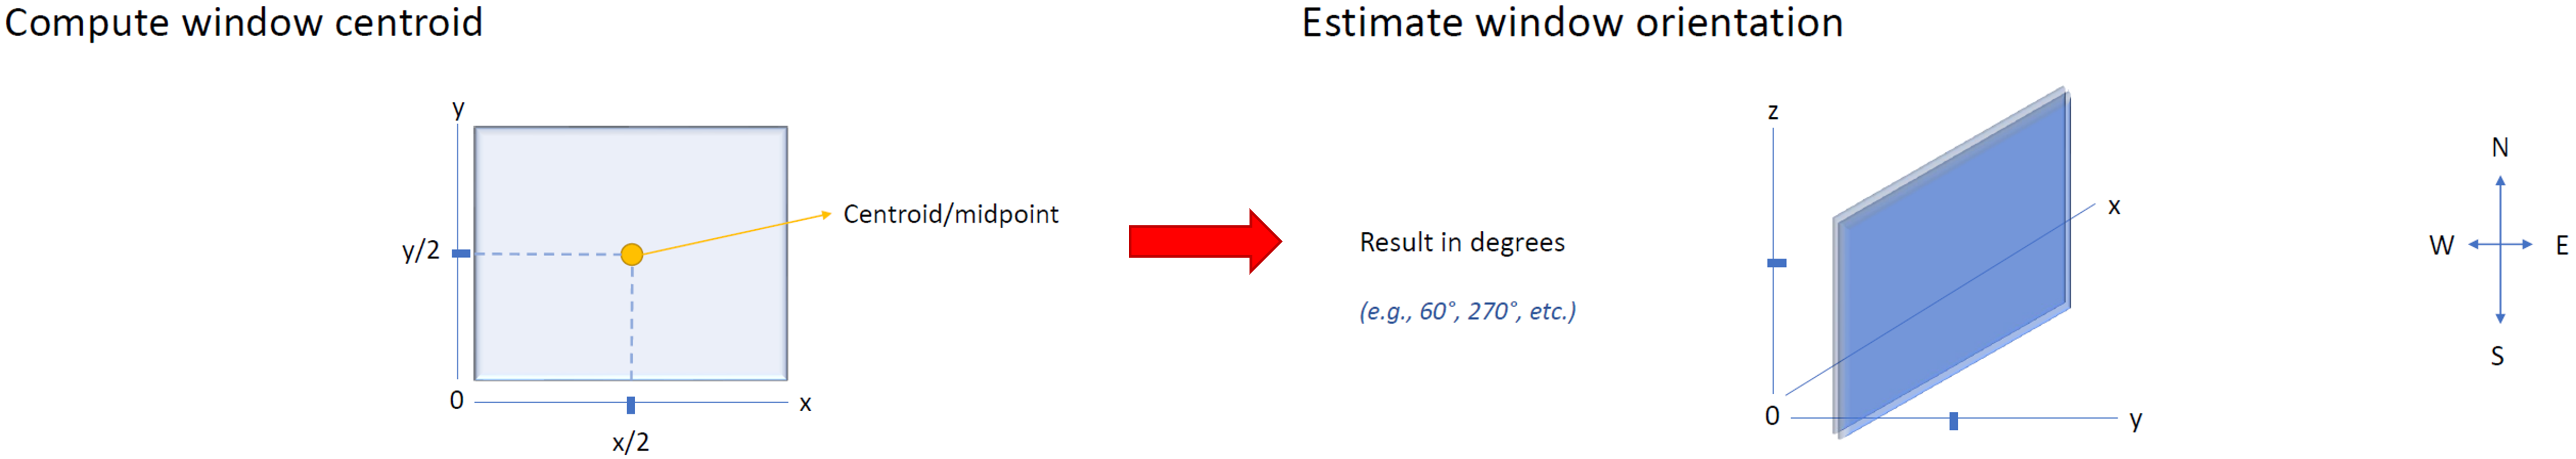 Compute window centroid
y
y/2
0
x/2
x
Centroid/midpoint
Estimate window orientation
Result in degrees
(e.g., 60°, 270°, etc.)
z
x
0
y
N
W
E
S